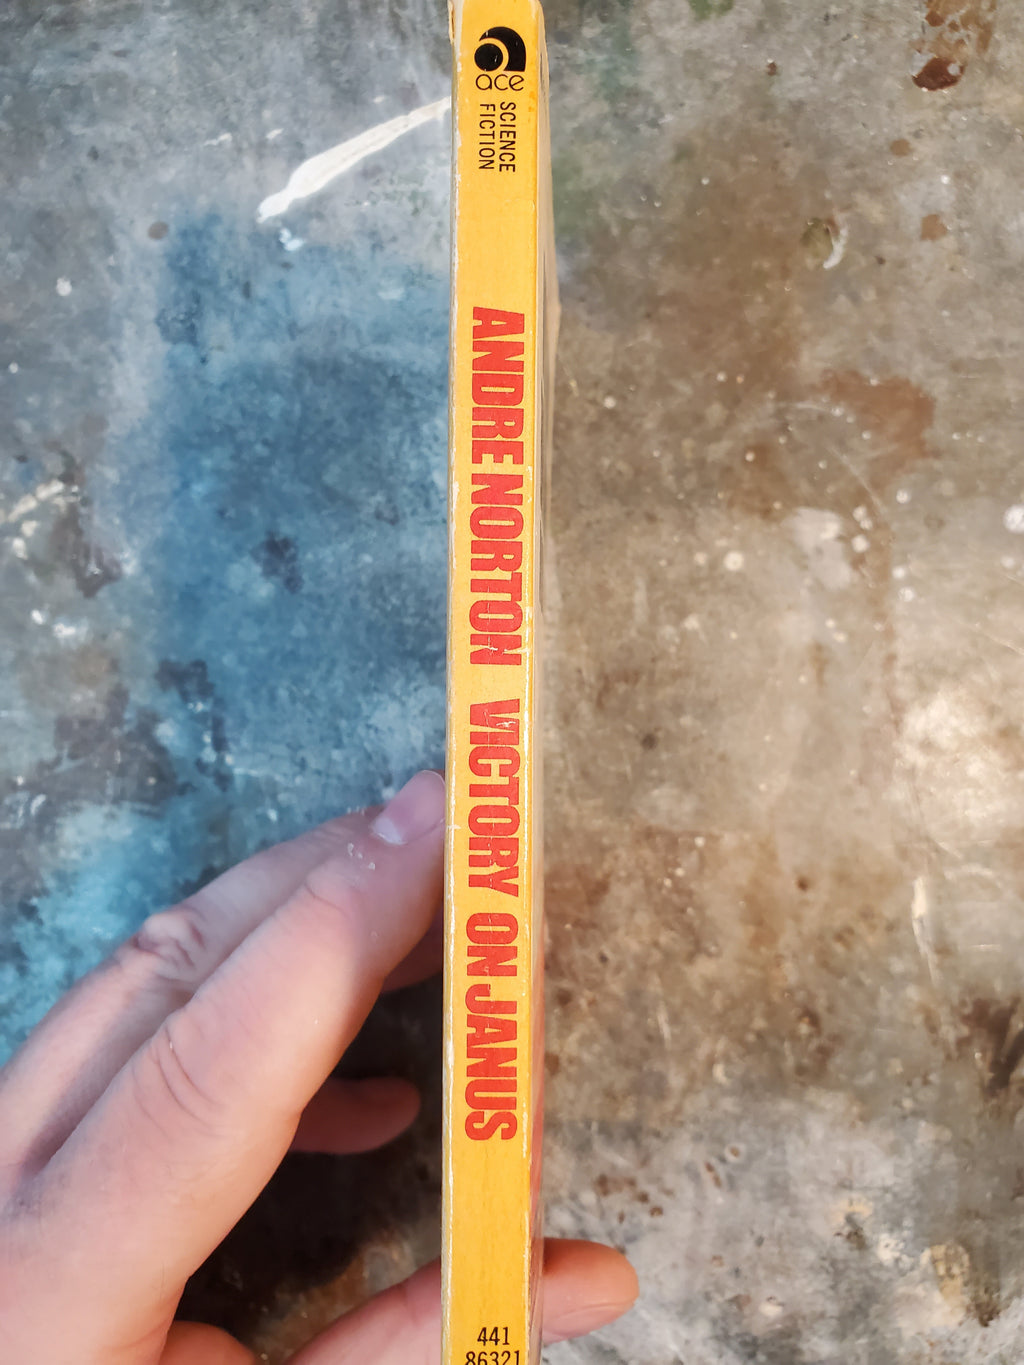 ace
SCIENCE
FICTION
ANDRE NORTON VICTORY ON JANUS
441
86321